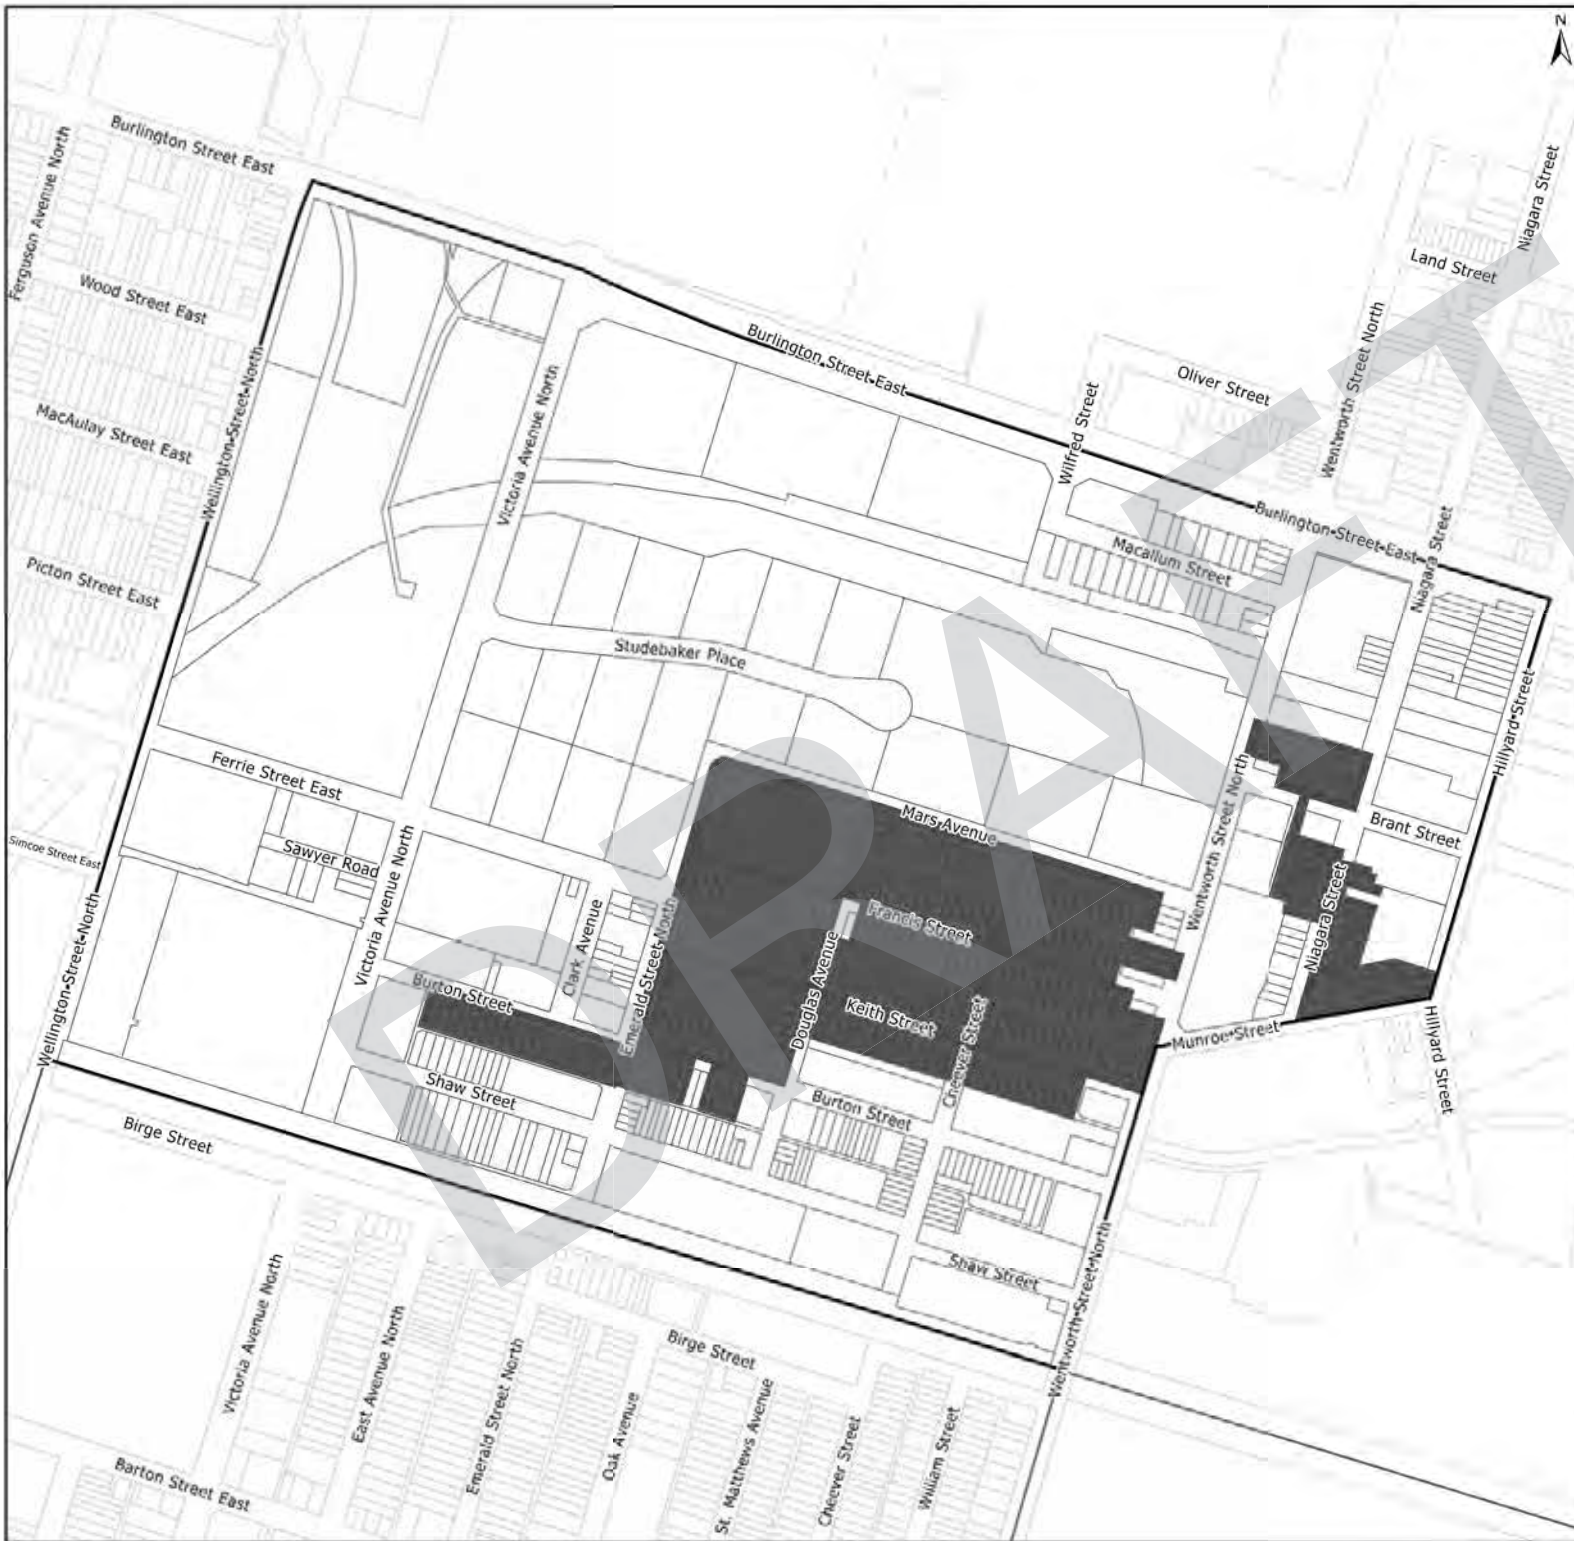 N
Burlington Street East
Ferguson Avenue North
Niagara Street
Land Street
Wood Street East
Wentworth Street North
Burlington Street East
Oliver Street
Wilfred Street
Wellington Street North
MacAulay Street East
Victoria Avenue North
Burlington Street East
Macallum Street
Niagara Street
Picton Street East
Studebaker Place
Hillyard Street
Ferrie Street East
Mars Avenue
Wentworth Street North
Brant Street
Simcoe Street East
Sawyer Road
Victoria Avenue North
Francis Street
Niagara Street
Clark Avenue
Emerald Street North
Douglas Avenue
Wellington Street North
Burton Street
Keith Street
Cheever Street
Munroe Street
Hillyard Street
Shaw Street
Burton Street
Birge Street
Shaw Street
Wentworth Street North
Victoria Avenue North
East Avenue North
Emerald Street North
Birge Street
Oak Avenue
St. Matthews Avenue
Cheever Street
William Street
Barton Street East
DRAFT